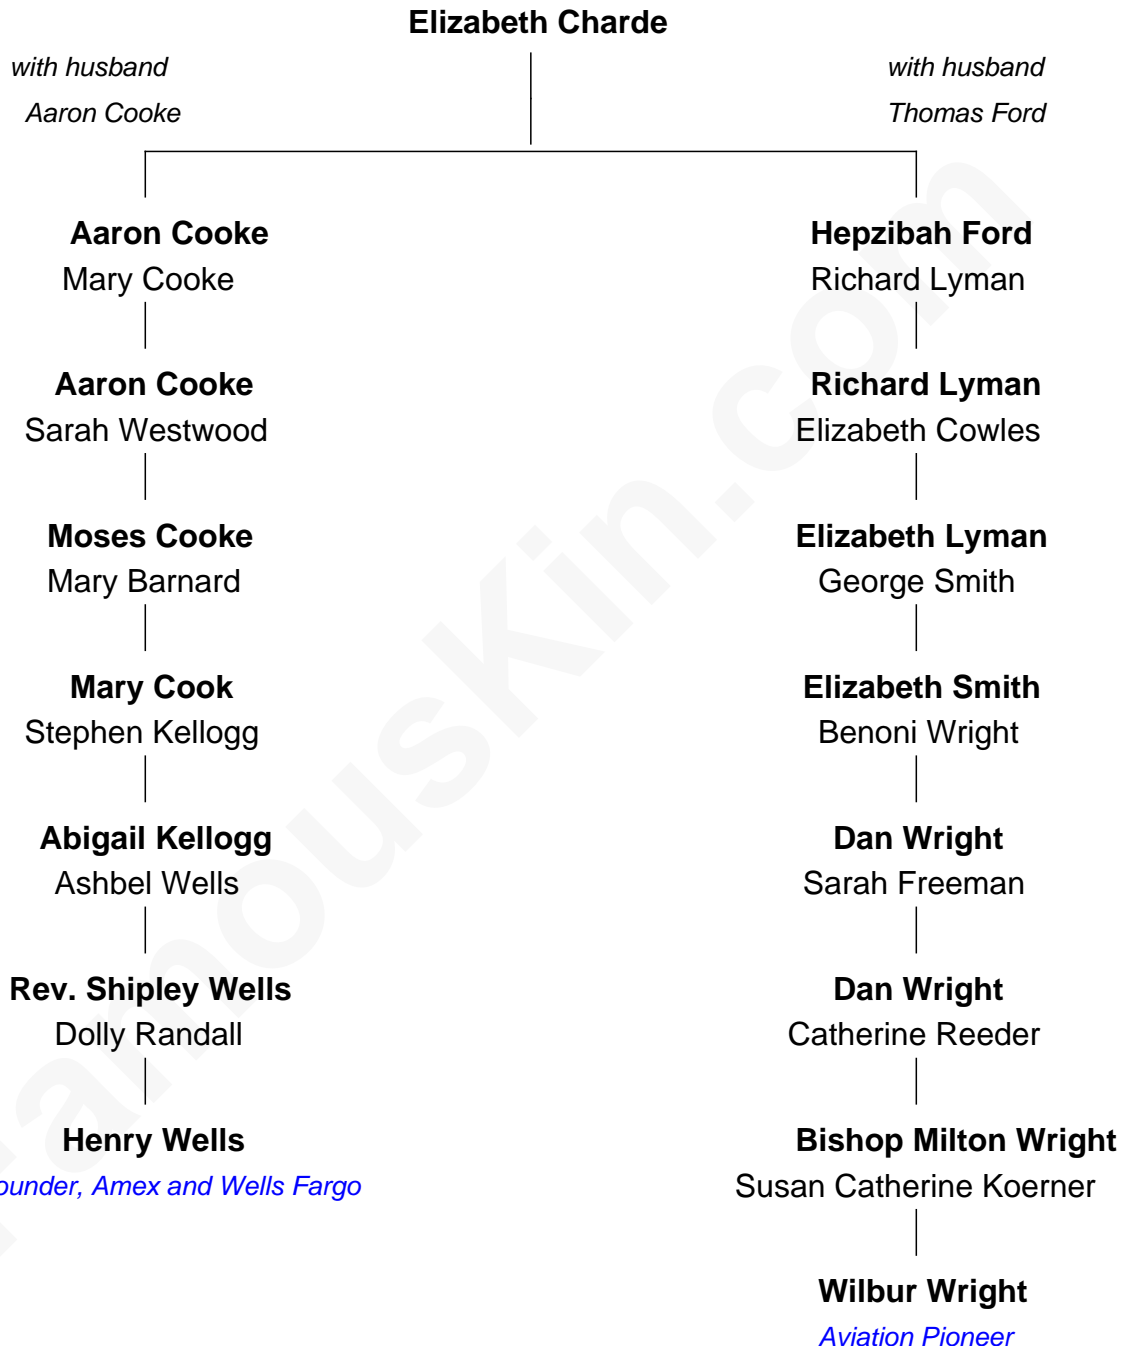 Elizabeth Charde
with husband
Aaron Cooke
with husband
Thomas Ford
Aaron Cooke
Mary Cooke
Hepzibah Ford
Richard Lyman
Aaron Cooke
Sarah Westwood
Richard Lyman
Elizabeth Cowles
Moses Cooke
Mary Barnard
Elizabeth Lyman
George Smith
Mary Cook
Stephen Kellogg
Elizabeth Smith
Benoni Wright
Abigail Kellogg
Ashbel Wells
Dan Wright
Sarah Freeman
Rev. Shipley Wells
Dolly Randall
Dan Wright
Catherine Reeder
Henry Wells
ounder, Amex and Wells Fargo
Bishop Milton Wright
Susan Catherine Koerner
Wilbur Wright
Aviation Pioneer
FamousKin.com